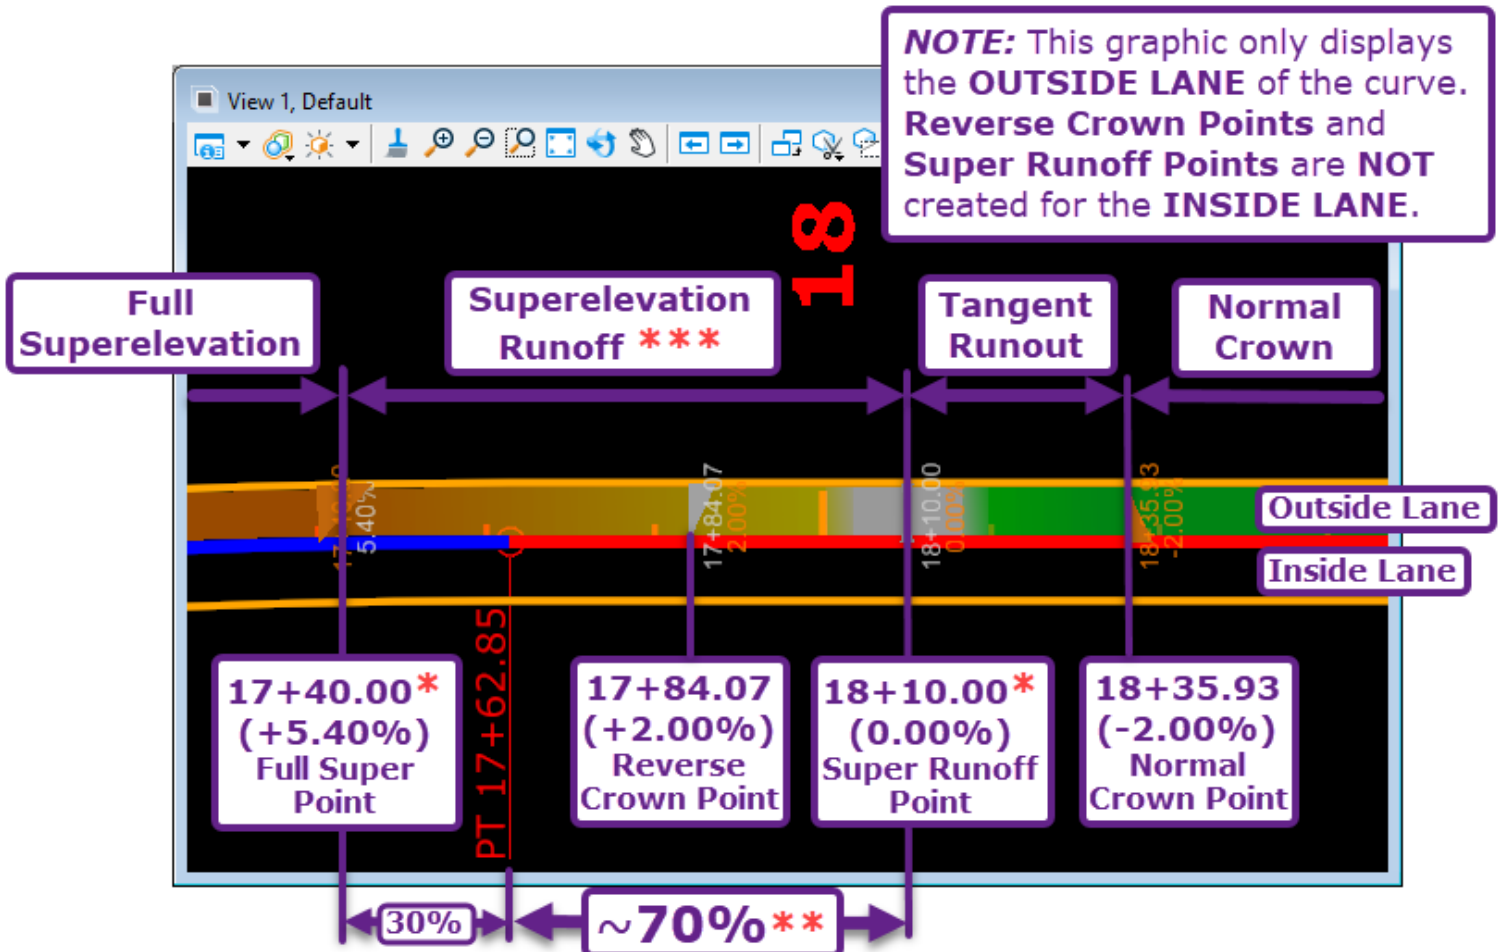 NOTE: This graphic only displays
the OUTSIDE LANE of the curve.
Reverse Crown Points and
Super Runoff Points are NOT
created for the INSIDE LANE.
View 1, Default
18
Full
Superelevation
Superelevation
Runoff ***
Tangent
Runout
Normal
Crown
5.40%
17+84.07
2.00%
18+10.00
0.00%
18+35.93
-2.00%
Outside Lane
Inside Lane
PT 17+62.85
17+40.00*
(+5.40%)
Full Super
Point
17+84.07
(+2.00%)
Reverse
Crown Point
18+10.00*
(0.00%)
Super Runoff
Point
18+35.93
(-2.00%)
Normal
Crown Point
30%
~70%**